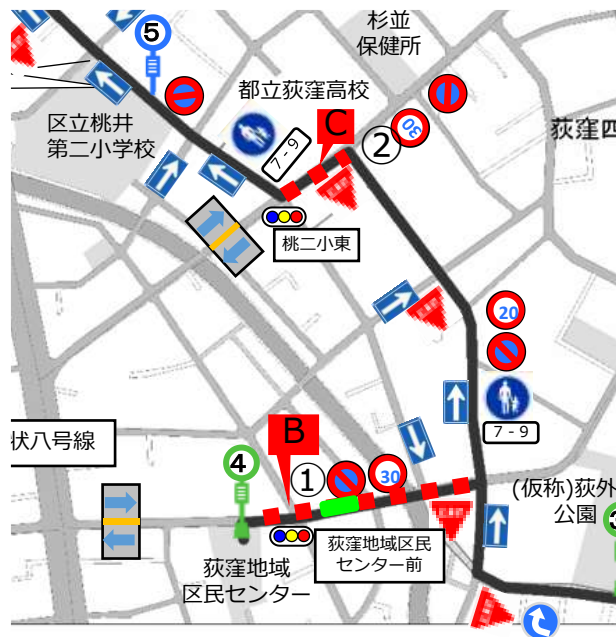 杉並
保健所
⑤
都立荻窪高校
区立桃井
第二小学校
7-9
C
②
30
荻窪四
桃二小東
20
7-9
状八号線
④
B
①
30
(仮称)荻外
公園
荻窪地域
区民センター
荻窪地域区民
センター前